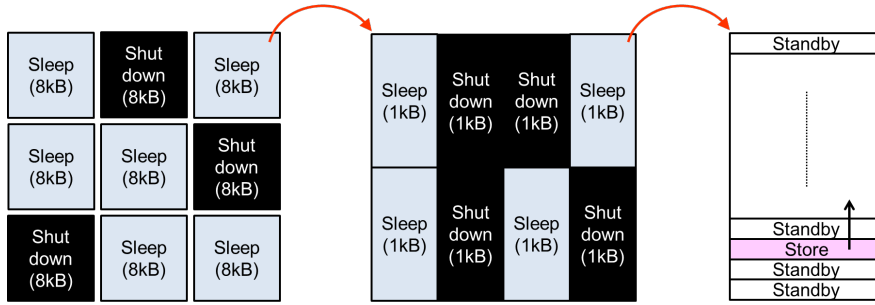 Sleep
(8kB)
Shut
down
(8kB)
Sleep
(8kB)
Sleep
(8kB)
Sleep
(8kB)
Shut
down
(8kB)
Shut
down
(8kB)
Sleep
(8kB)
Sleep
(8kB)
Sleep
(1kB)
Shut
down
(1kB)
Shut
down
(1kB)
Sleep
(1kB)
Sleep
(1kB)
Shut
down
(1kB)
Sleep
(1kB)
Shut
down
(1kB)
Standby
Standby
Store
Standby
Standby